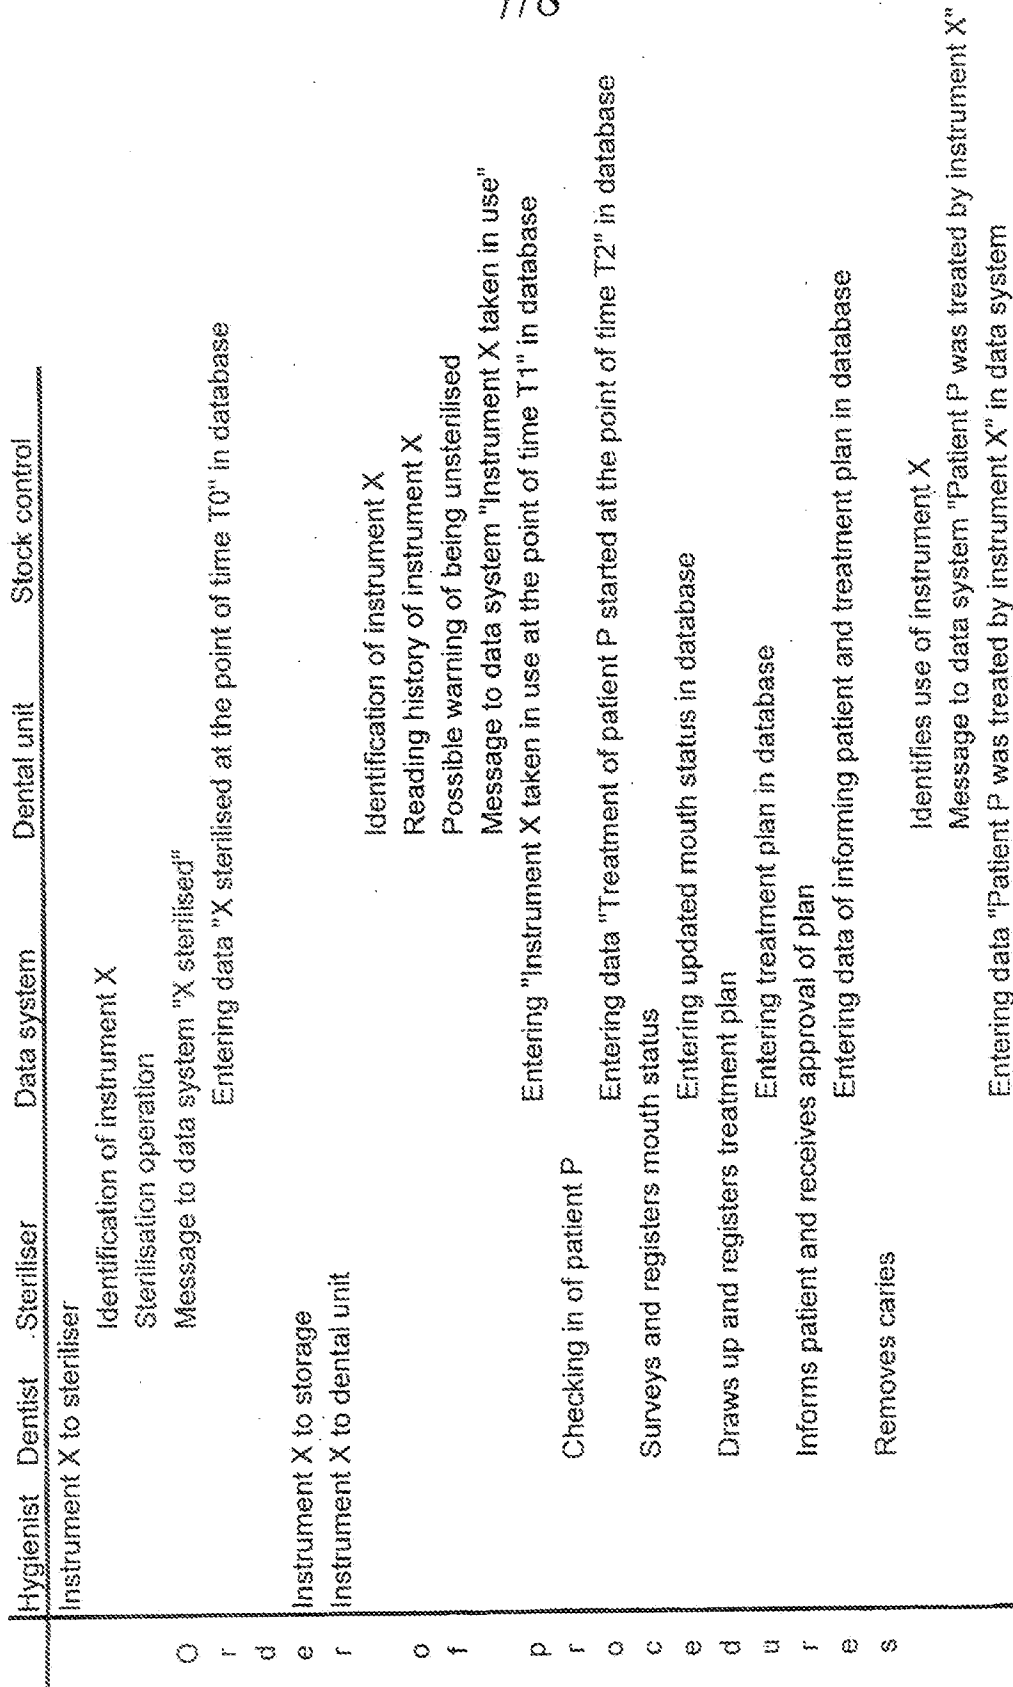 7/8
Hygienist Dentist Steriliser Data system Dental unit Stock control
Instrument X to steriliser
Identification of instrument X
Sterilisation operation
Message to data system "X sterilised"
Entering data "X sterilised at the point of time T0" in database
Instrument X to storage
Instrument X to dental unit
Identification of instrument X
Reading history of instrument X
Possible warning of being unsterilised
Message to data system "Instrument X taken in use"
Entering "Instrument X taken in use at the point of time T1" in database
Checking in of patient P
Entering data "Treatment of patient P started at the point of time T2" in database
Surveys and registers mouth status
Entering updated mouth status in database
Draws up and registers treatment plan
Entering treatment plan in database
Informs patient and receives approval of plan
Entering data of informing patient and treatment plan in database
Removes caries
Identifies use of instrument X
Message to data system "Patient P was treated by instrument X"
Entering data "Patient P was treated by instrument X" in data system
Order of procedures